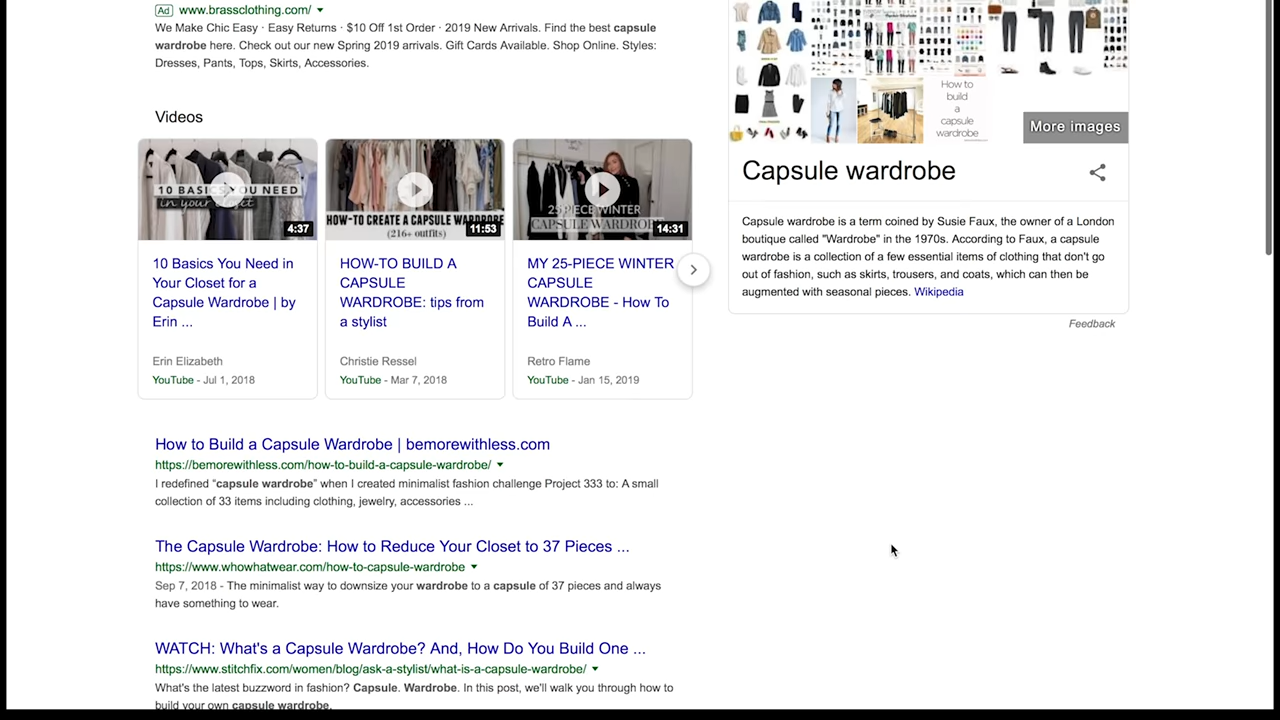 Ad www.brassclothing.com/
We Make Chic Easy · Easy Returns · $10 Off 1st Order · 2019 New Arrivals. Find the best capsule
wardrobe here. Check out our new Spring 2019 arrivals. Gift Cards Available. Shop Online. Styles:
Dresses, Pants, Tops, Skirts, Accessories.
Videos
10 BASICS YOU NEED
in your closet
4:37
10 Basics You Need in
Your Closet for a
Capsule Wardrobe | by
Erin ...
Erin Elizabeth
YouTube - Jul 1, 2018
HOW-TO CREATE A CAPSULE WARDROBE
(216+ outfits)
11:53
HOW-TO BUILD A
CAPSULE
WARDROBE: tips from
a stylist
Christie Ressel
YouTube - Mar 7, 2018
25 PIECE WINTER
CAPSULE WARDROBE
14:31
MY 25-PIECE WINTER
CAPSULE
WARDROBE - How To
Build A ...
Retro Flame
YouTube - Jan 15, 2019
How to Build a Capsule Wardrobe | bemorewithless.com
https://bemorewithless.com/how-to-build-a-capsule-wardrobe/
I redefined “capsule wardrobe” when I created minimalist fashion challenge Project 333 to: A small
collection of 33 items including clothing, jewelry, accessories ...
The Capsule Wardrobe: How to Reduce Your Closet to 37 Pieces ...
https://www.whowhatwear.com/how-to-capsule-wardrobe
Sep 7, 2018 - The minimalist way to downsize your wardrobe to a capsule of 37 pieces and always
have something to wear.
WATCH: What's a Capsule Wardrobe? And, How Do You Build One ...
https://www.stitchfix.com/women/blog/ask-a-stylist/what-is-a-capsule-wardrobe/
What's the latest buzzword in fashion? Capsule. Wardrobe. In this post, we'll walk you through how to
build your own capsule wardrobe.
How to
build
a
capsule
wardrobe
More images
Capsule wardrobe
Capsule wardrobe is a term coined by Susie Faux, the owner of a London
boutique called "Wardrobe" in the 1970s. According to Faux, a capsule
wardrobe is a collection of a few essential items of clothing that don't go
out of fashion, such as skirts, trousers, and coats, which can then be
augmented with seasonal pieces. Wikipedia
Feedback